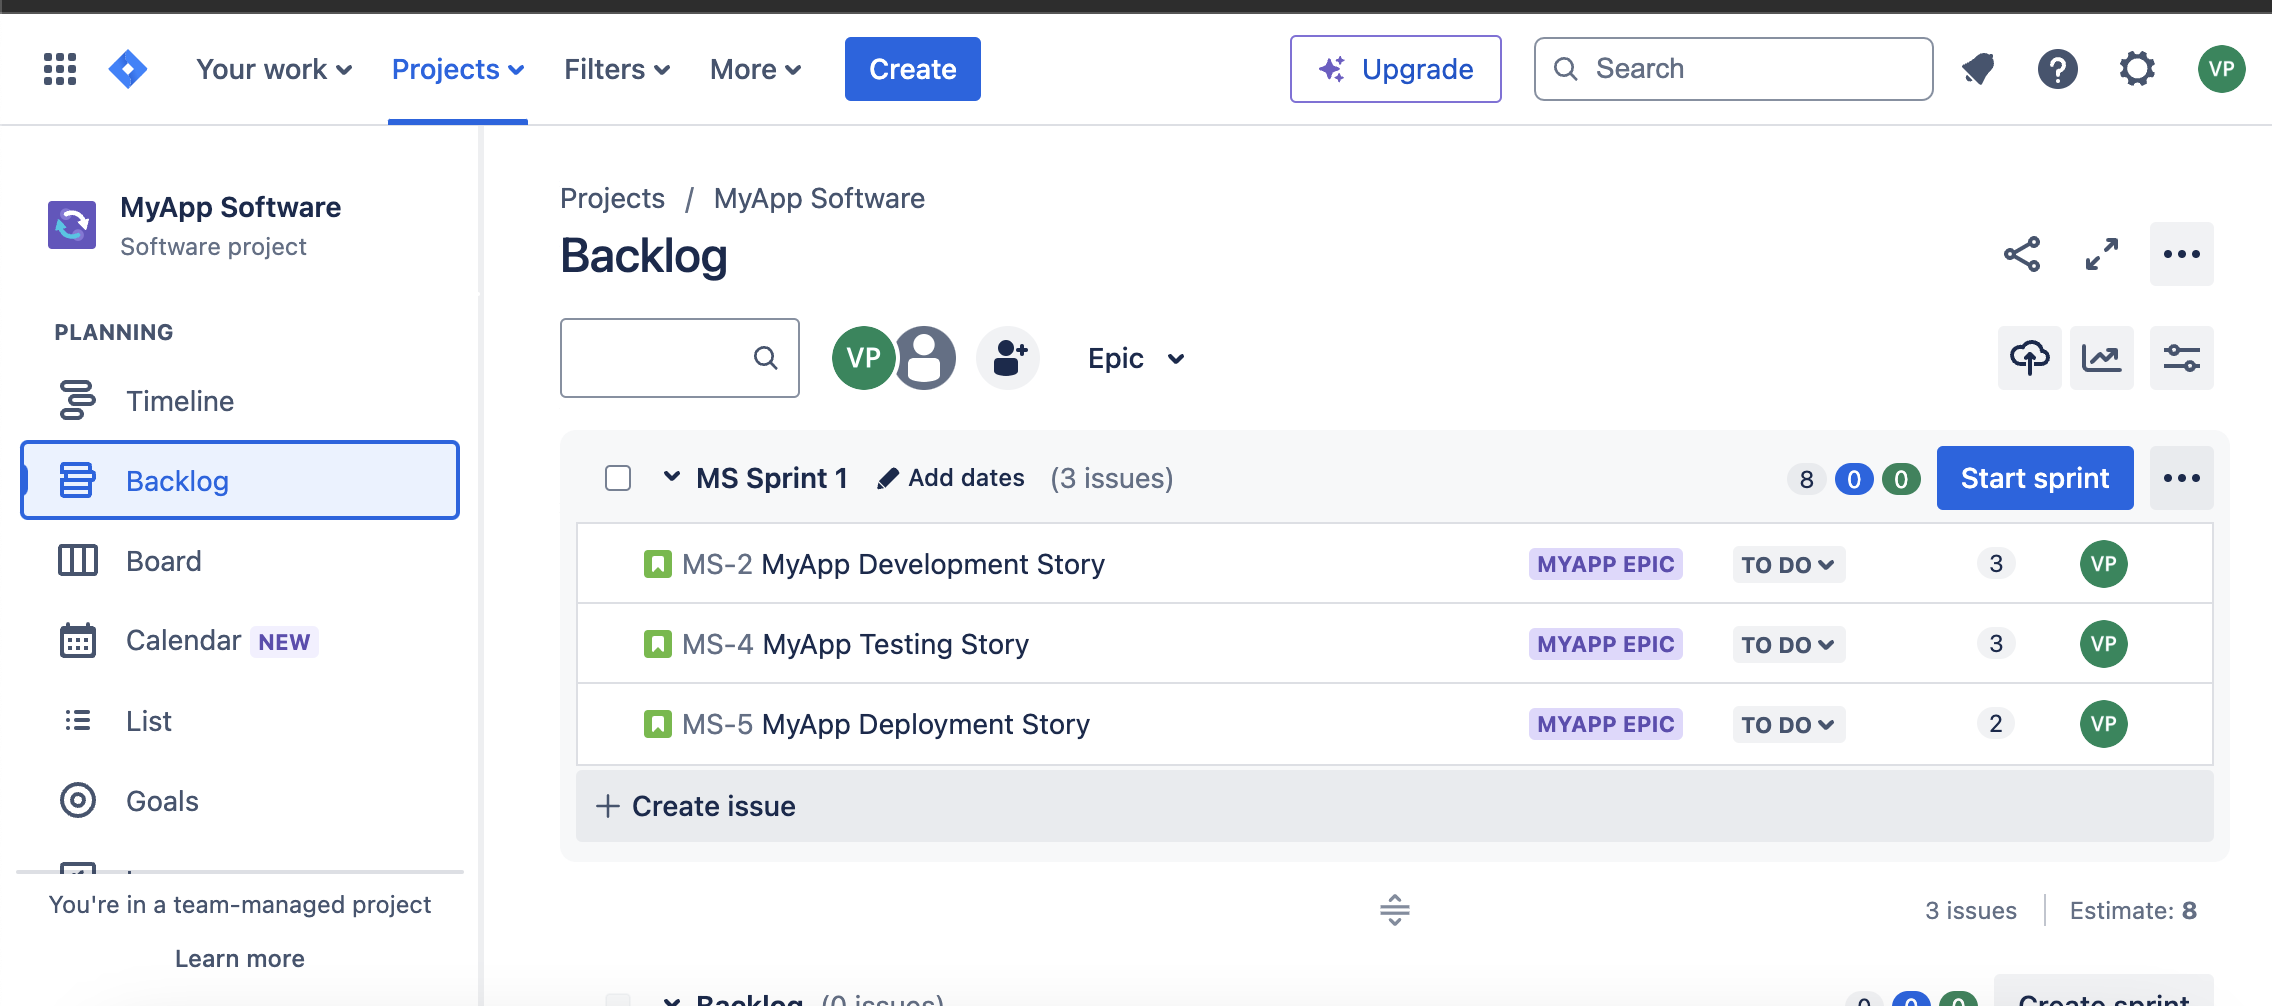 Your work Projects Filters More Create Upgrade Search VP
MyApp Software
Software project
PLANNING
Timeline
Backlog
Board
Calendar NEW
List
Goals
You're in a team-managed project
Learn more
Projects / MyApp Software
Backlog
VP Epic
MS Sprint 1 Add dates (3 issues) 8 0 0 Start sprint
MS-2 MyApp Development Story MYAPP EPIC TO DO 3 VP
MS-4 MyApp Testing Story MYAPP EPIC TO DO 3 VP
MS-5 MyApp Deployment Story MYAPP EPIC TO DO 2 VP
Create issue
3 issues Estimate: 8
Backlog (0 issues) 0 0 0 Create sprint